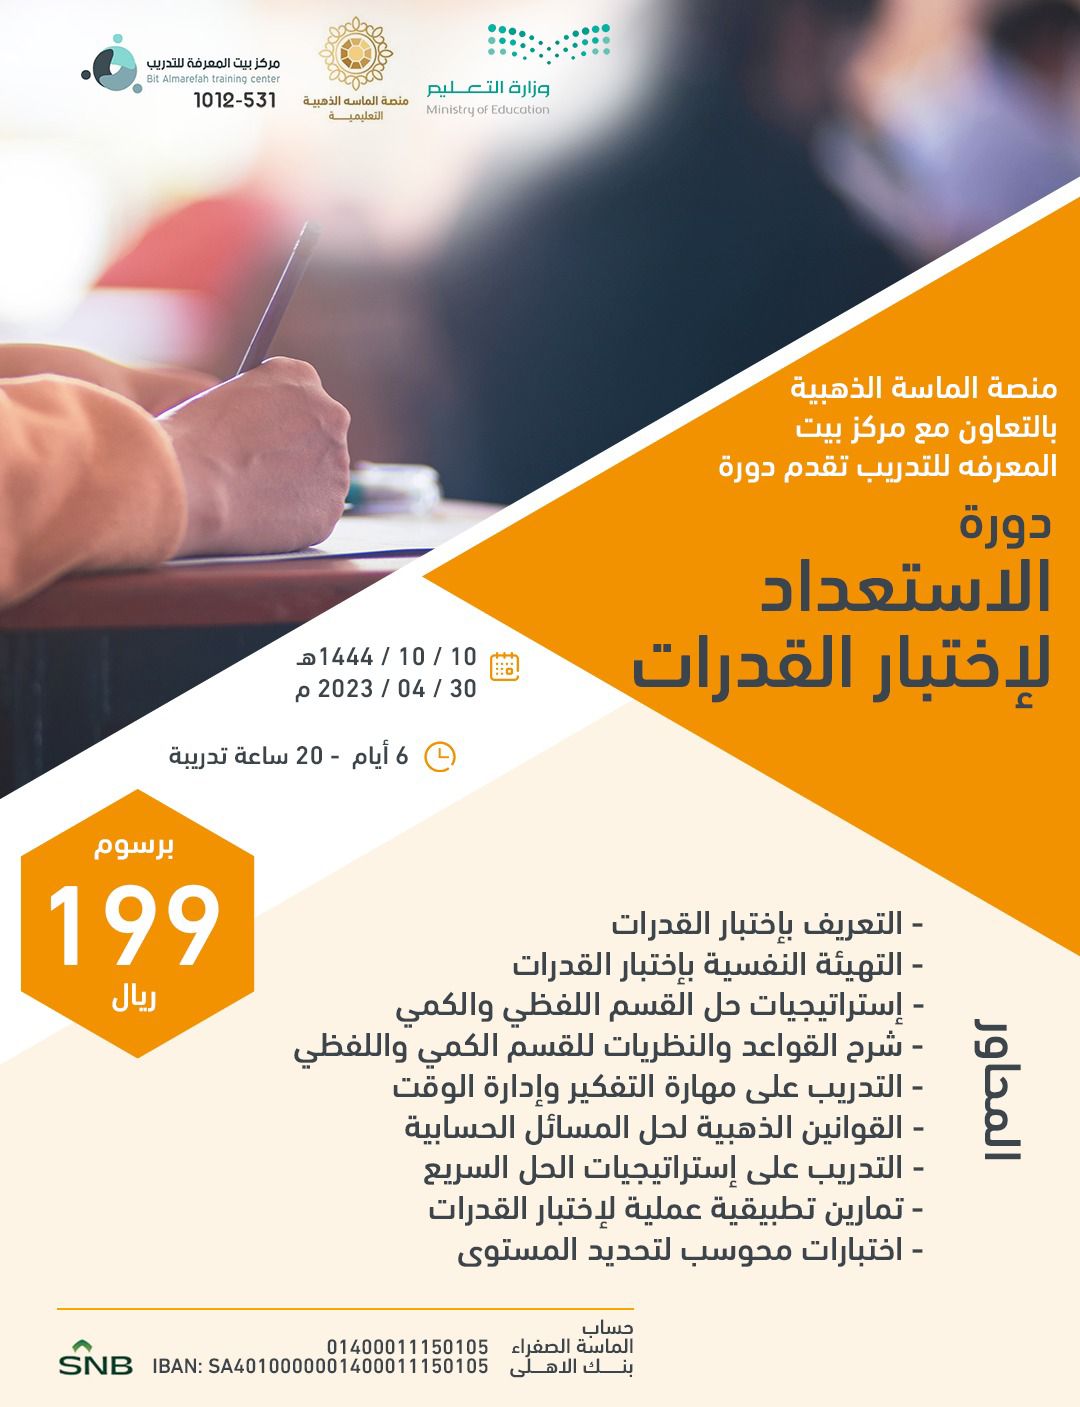 وزارة التعليم
Ministry of Education
منصة الماسه الذهبية
التعليمية
مركز بيت المعرفة للتدريب
Bit Almarefah training center
1012-531
منصة الماسة الذهبية
بالتعاون مع مركز بيت
المعرفه للتدريب تقدم دورة
دورة
الاستعداد
لإختبار القدرات
10 / 10 / 1444هـ
30 / 04 / 2023 م
6 أيام - 20 ساعة تدريبة
برسوم
199
ريال
المحاور
- التعريف بإختبار القدرات
- التهيئة النفسية بإختبار القدرات
- إستراتيجيات حل القسم اللفظي والكمي
- شرح القواعد والنظريات للقسم الكمي واللفظي
- التدريب على مهارة التفكير وإدارة الوقت
- القوانين الذهبية لحل المسائل الحسابية
- التدريب على إستراتيجيات الحل السريع
- تمارين تطبيقية عملية لإختبار القدرات
- اختبارات محوسب لتحديد المستوى
حساب
الماسة الصفراء 01400011150105
بنك الاهلى IBAN: SA4010000001400011150105
SNB